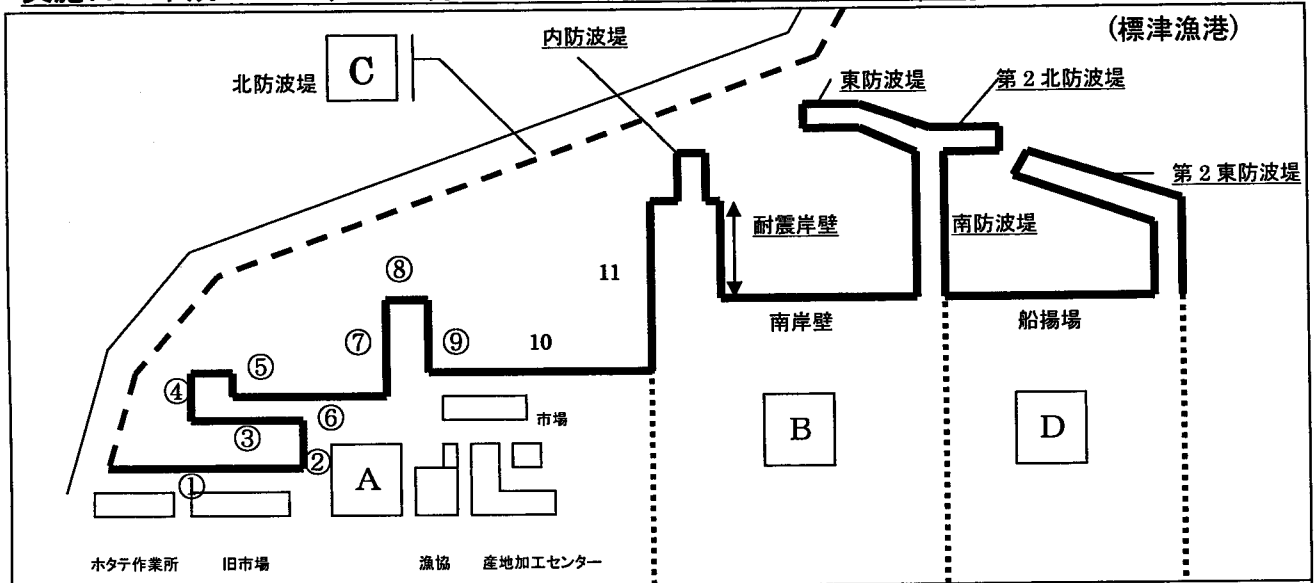 (標津漁港)
内防波堤
北防波堤
C
東防波堤
第2北防波堤
第2東防波堤
耐震岸壁
南防波堤
南岸壁
船揚場
11
10
⑧
⑦
⑨
⑤
④
⑥
③
②
①
市場
A
B
D
ホタテ作業所
旧市場
漁協
産地加工センター